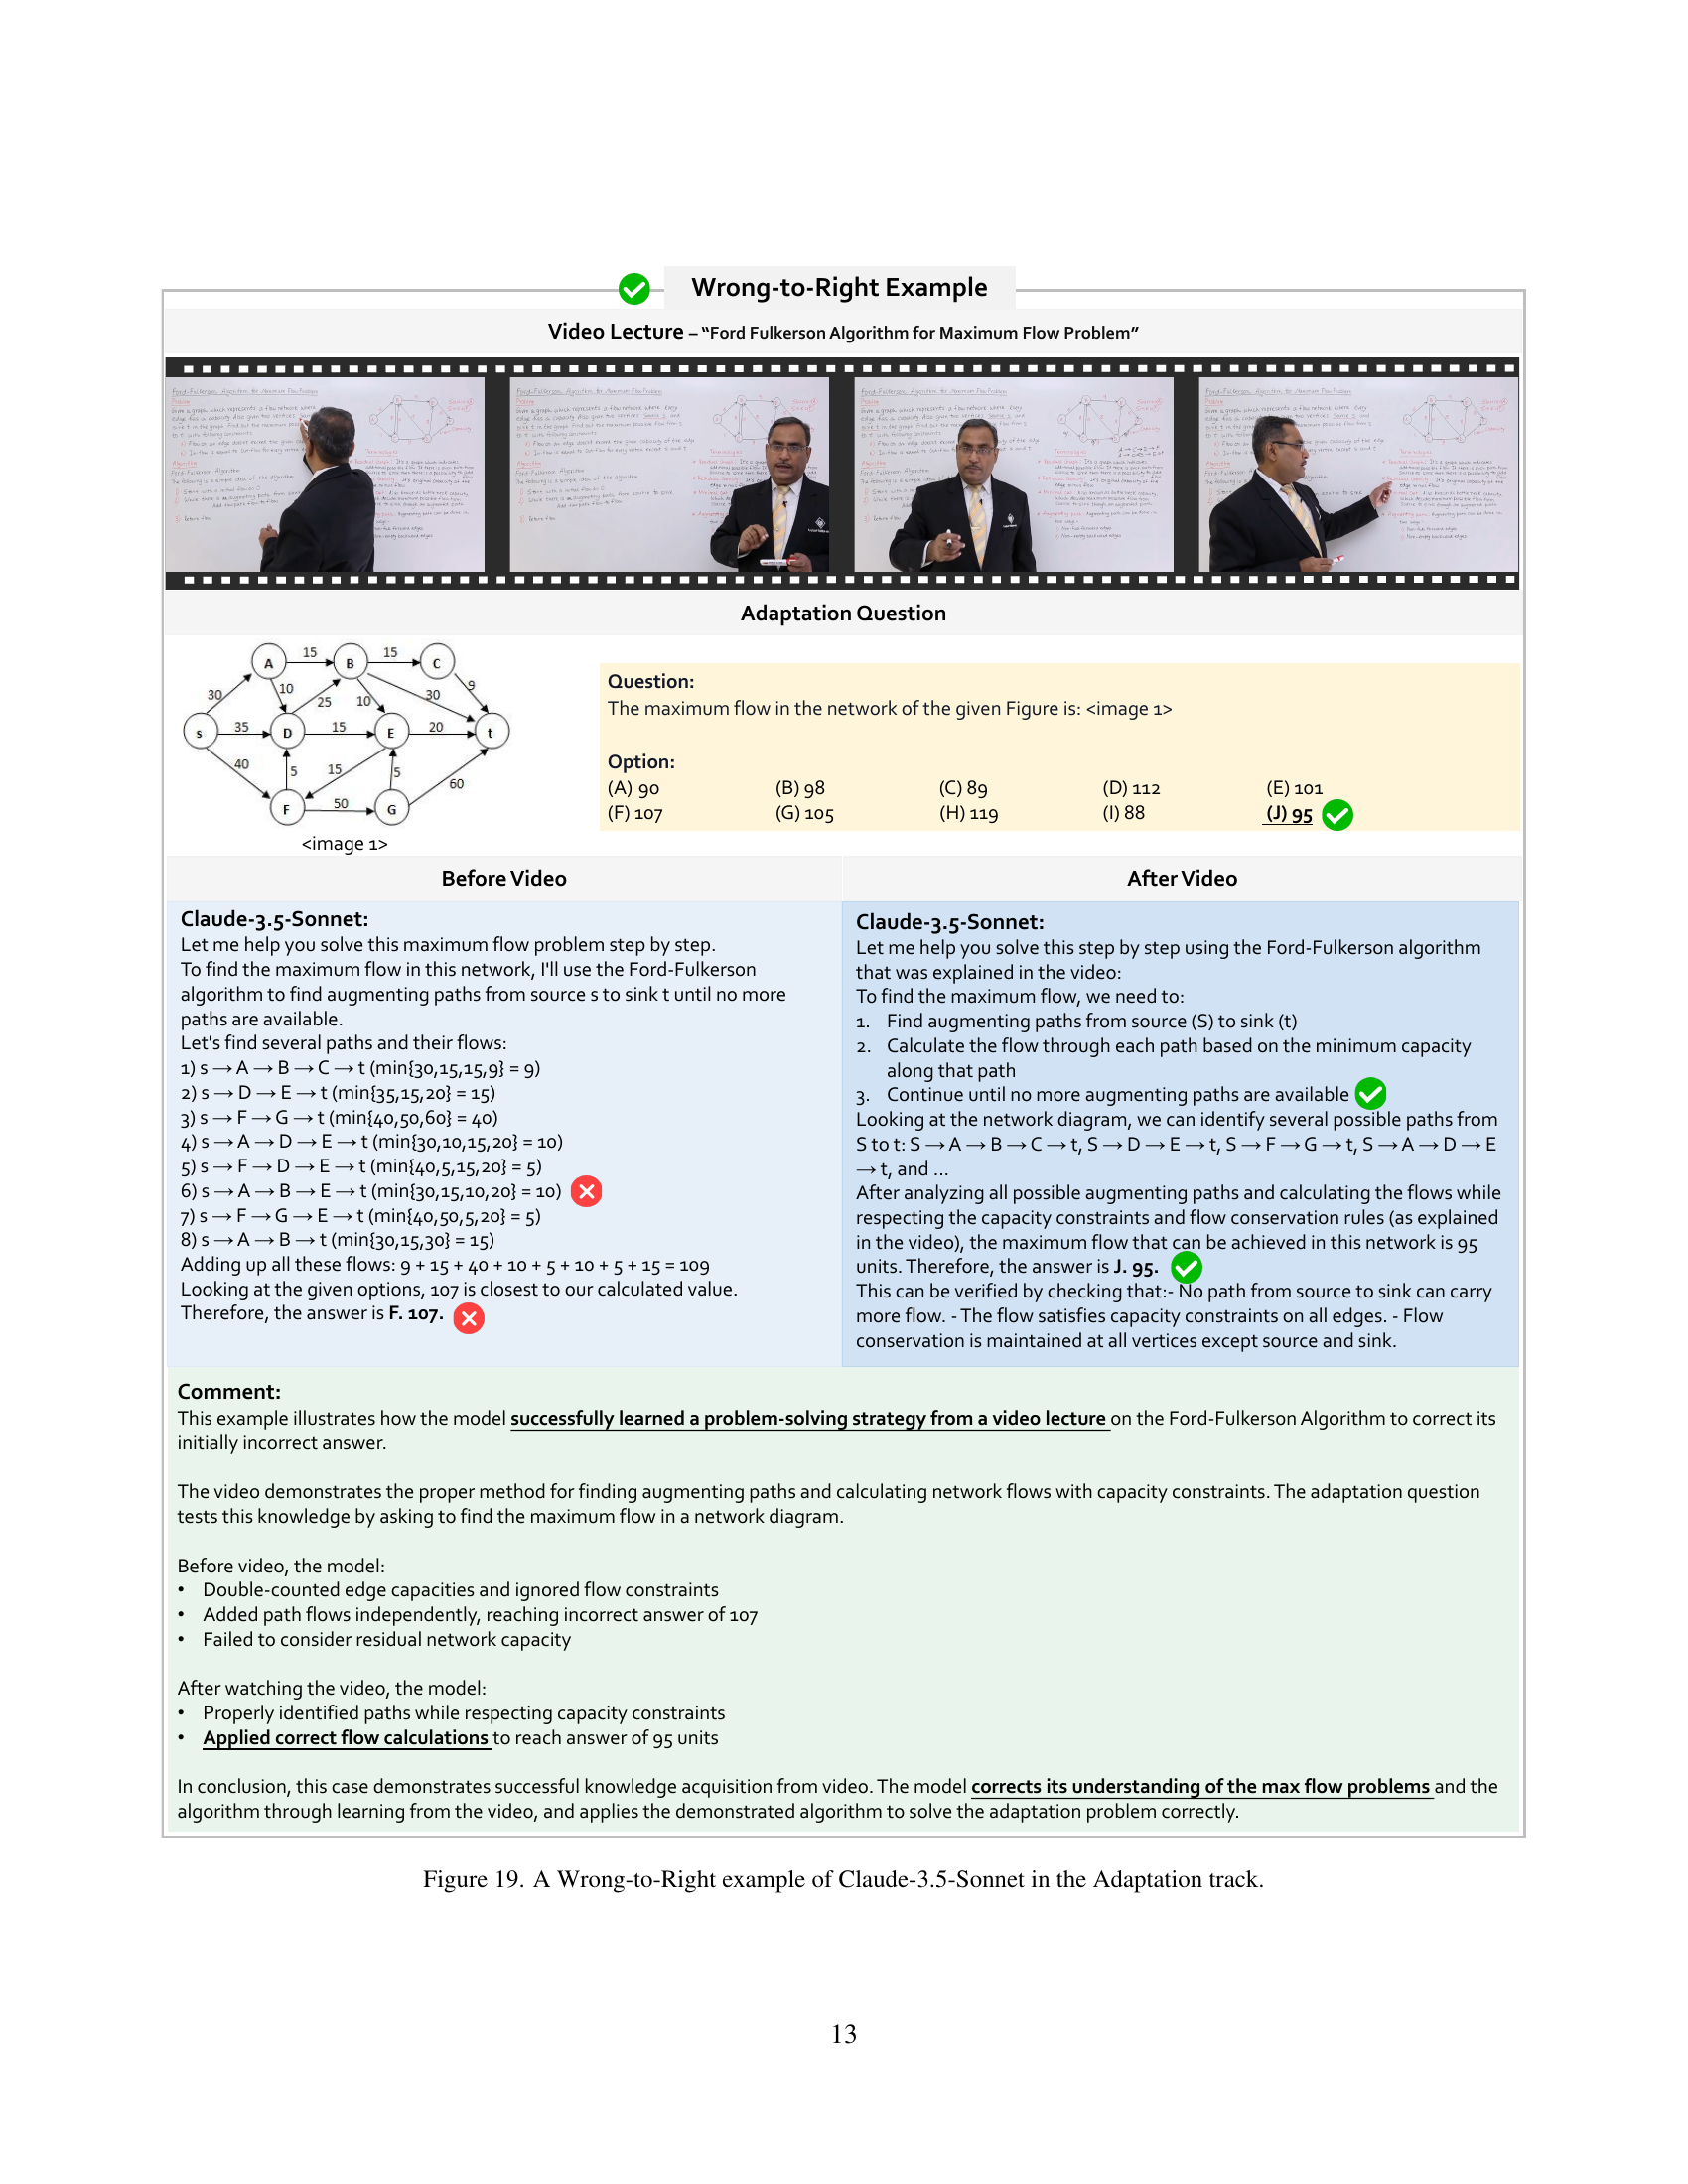 Wrong-to-Right Example
Video Lecture – “Ford Fulkerson Algorithm for Maximum Flow Problem”
Ford-Fulkerson Algorithm for Maximum Flow Problem
Adaptation Question
A 15 B 15 C
30 10 25 10 30 9
s 35 D 15 E 20 t
40 5 15 5 60
F 50 G
<image 1>
Question:
The maximum flow in the network of the given Figure is: <image 1>
Option:
(A) 90 (B) 98 (C) 89 (D) 112 (E) 101
(F) 107 (G) 105 (H) 119 (I) 88 (J) 95
Before Video
Claude-3.5-Sonnet:
Let me help you solve this maximum flow problem step by step.
To find the maximum flow in this network, I'll use the Ford-Fulkerson
algorithm to find augmenting paths from source s to sink t until no more
paths are available.
Let's find several paths and their flows:
1) s → A → B → C → t (min{30,15,15,9} = 9)
2) s → D → E → t (min{35,15,20} = 15)
3) s → F → G → t (min{40,50,60} = 40)
4) s → A → D → E → t (min{30,10,15,20} = 10)
5) s → F → D → E → t (min{40,5,15,20} = 5)
6) s → A → B → E → t (min{30,15,10,20} = 10)
7) s → F → G → E → t (min{40,50,5,20} = 5)
8) s → A → B → t (min{30,15,30} = 15)
Adding up all these flows: 9 + 15 + 40 + 10 + 5 + 10 + 5 + 15 = 109
Looking at the given options, 107 is closest to our calculated value.
Therefore, the answer is F. 107.
After Video
Claude-3.5-Sonnet:
Let me help you solve this step by step using the Ford-Fulkerson algorithm
that was explained in the video:
To find the maximum flow, we need to:
1. Find augmenting paths from source (S) to sink (t)
2. Calculate the flow through each path based on the minimum capacity
along that path
3. Continue until no more augmenting paths are available
Looking at the network diagram, we can identify several possible paths from
S to t: S → A → B → C → t, S → D → E → t, S → F → G → t, S → A → D → E
→ t, and ...
After analyzing all possible augmenting paths and calculating the flows while
respecting the capacity constraints and flow conservation rules (as explained
in the video), the maximum flow that can be achieved in this network is 95
units. Therefore, the answer is J. 95.
This can be verified by checking that:- No path from source to sink can carry
more flow. - The flow satisfies capacity constraints on all edges. - Flow
conservation is maintained at all vertices except source and sink.
Comment:
This example illustrates how the model successfully learned a problem-solving strategy from a video lecture on the Ford-Fulkerson Algorithm to correct its
initially incorrect answer.
The video demonstrates the proper method for finding augmenting paths and calculating network flows with capacity constraints. The adaptation question
tests this knowledge by asking to find the maximum flow in a network diagram.
Before video, the model:
• Double-counted edge capacities and ignored flow constraints
• Added path flows independently, reaching incorrect answer of 107
• Failed to consider residual network capacity
After watching the video, the model:
• Properly identified paths while respecting capacity constraints
• Applied correct flow calculations to reach answer of 95 units
In conclusion, this case demonstrates successful knowledge acquisition from video. The model corrects its understanding of the max flow problems and the
algorithm through learning from the video, and applies the demonstrated algorithm to solve the adaptation problem correctly.
Figure 19. A Wrong-to-Right example of Claude-3.5-Sonnet in the Adaptation track.
13